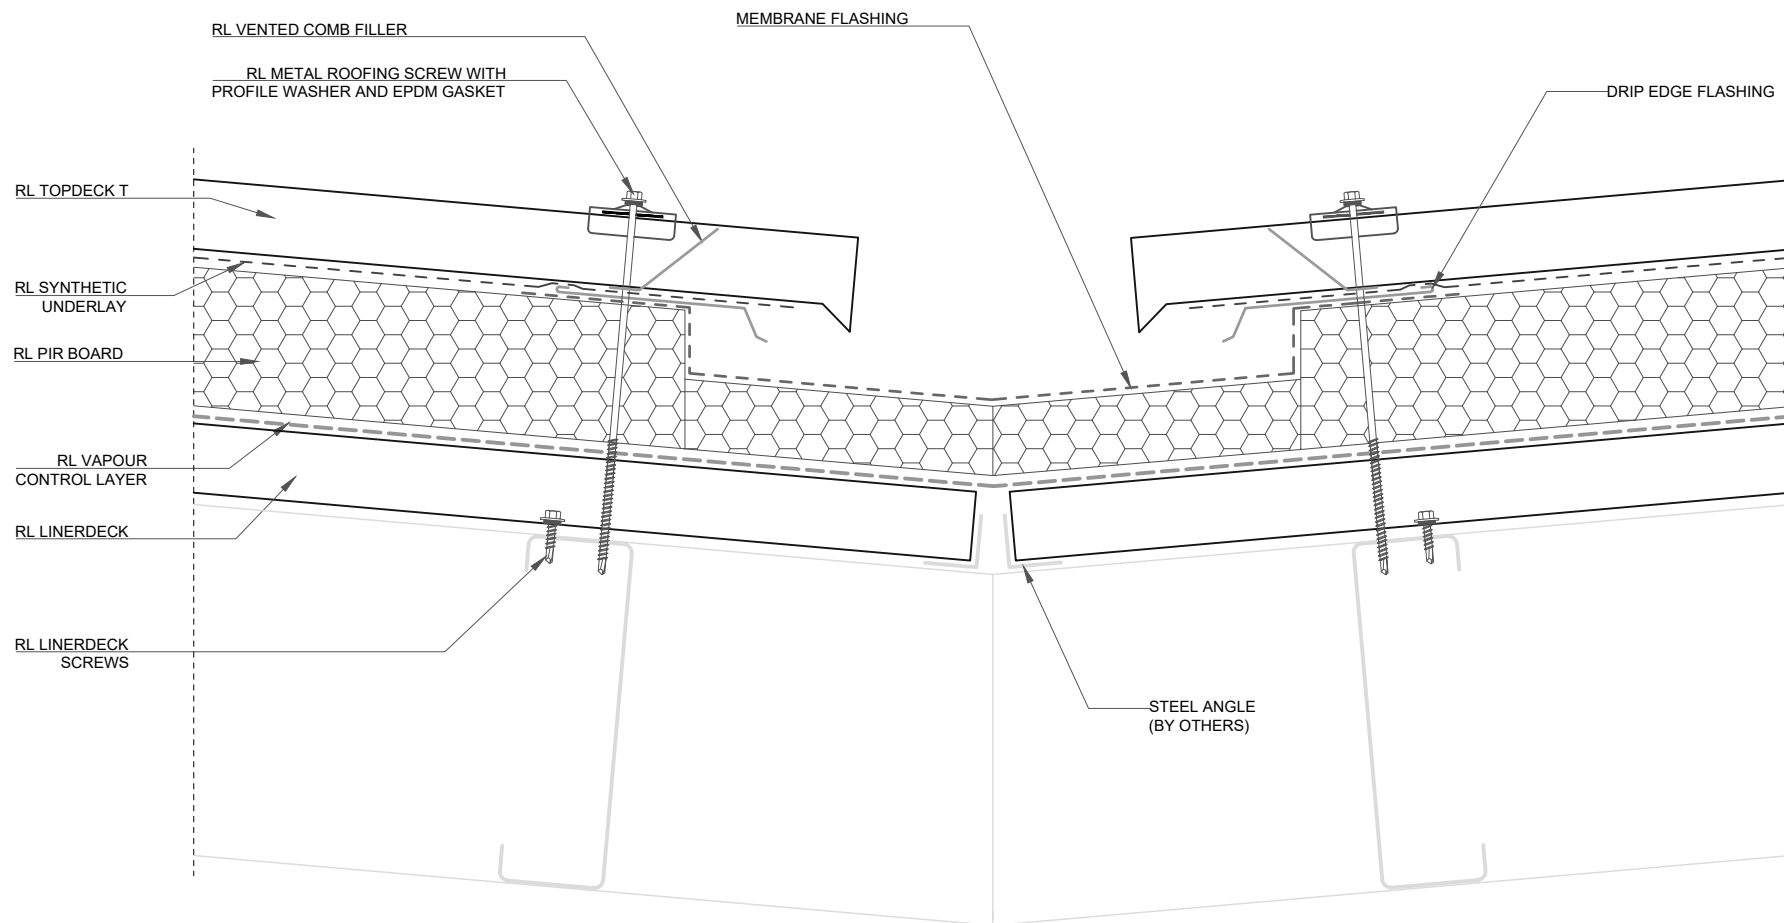 RL VENTED COMB FILLER
RL METAL ROOFING SCREW WITH
PROFILE WASHER AND EPDM GASKET
MEMBRANE FLASHING
DRIP EDGE FLASHING
RL TOPDECK T
RL SYNTHETIC
UNDERLAY
RL PIR BOARD
RL VAPOUR
CONTROL LAYER
RL LINERDECK
RL LINERDECK
SCREWS
STEEL ANGLE
(BY OTHERS)